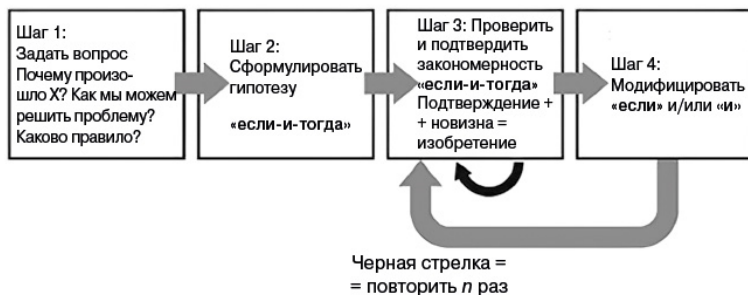 Шаг 1:
Задать вопрос
Почему произо-
шло X? Как мы можем
решить проблему?
Каково правило?
Шаг 2:
Сформулировать
гипотезу
«если-и-тогда»
Шаг 3: Проверить
и подтвердить
закономерность
«если-и-тогда»
Подтверждение +
+ новизна =
изобретение
Шаг 4:
Модифицировать
«если» и/или «и»
Черная стрелка =
= повторить n раз